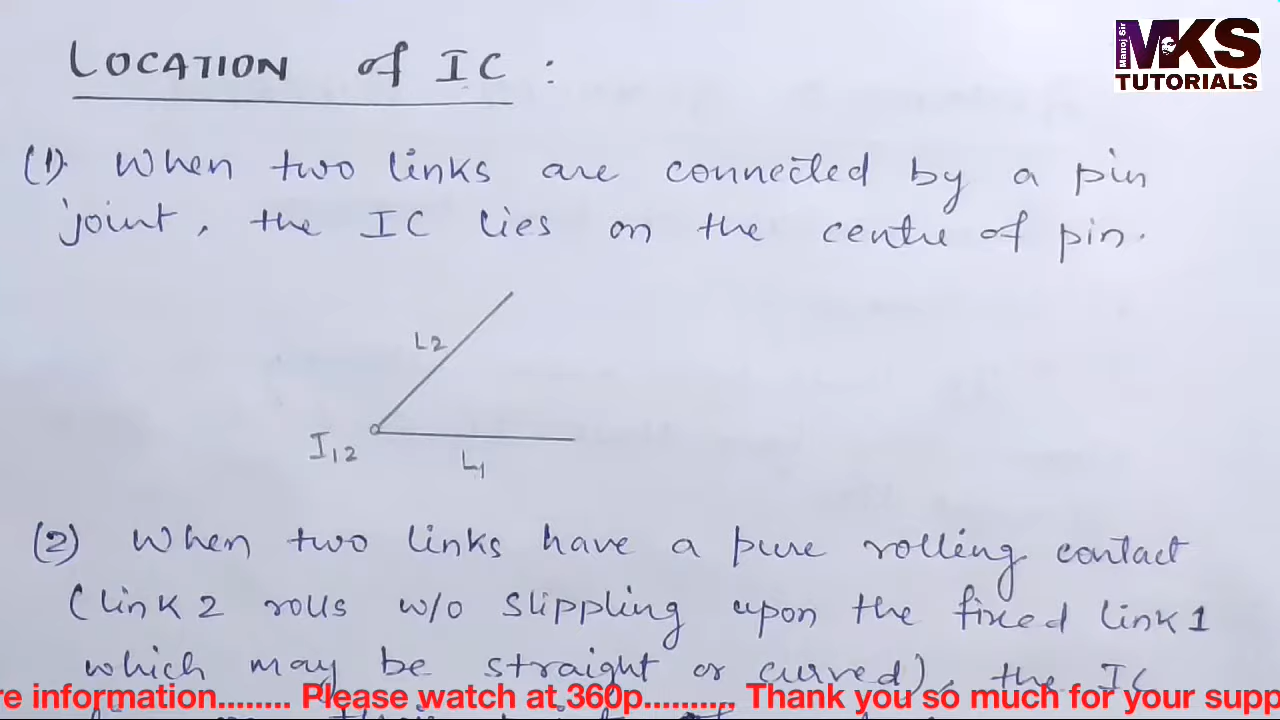 LOCATION of IC :
Manoj Sir
MKS
TUTORIALS
(1). When two links are connected by a pin
joint, the IC lies on the centre of pin.
L2
I12
L1
(2) When two links have a pure rolling contact
(link 2 rolls w/o slippling upon the fixed link 1
which may be straight or curved), the IC
re information........ Please watch at 360p.......... Thank you so much for your supp